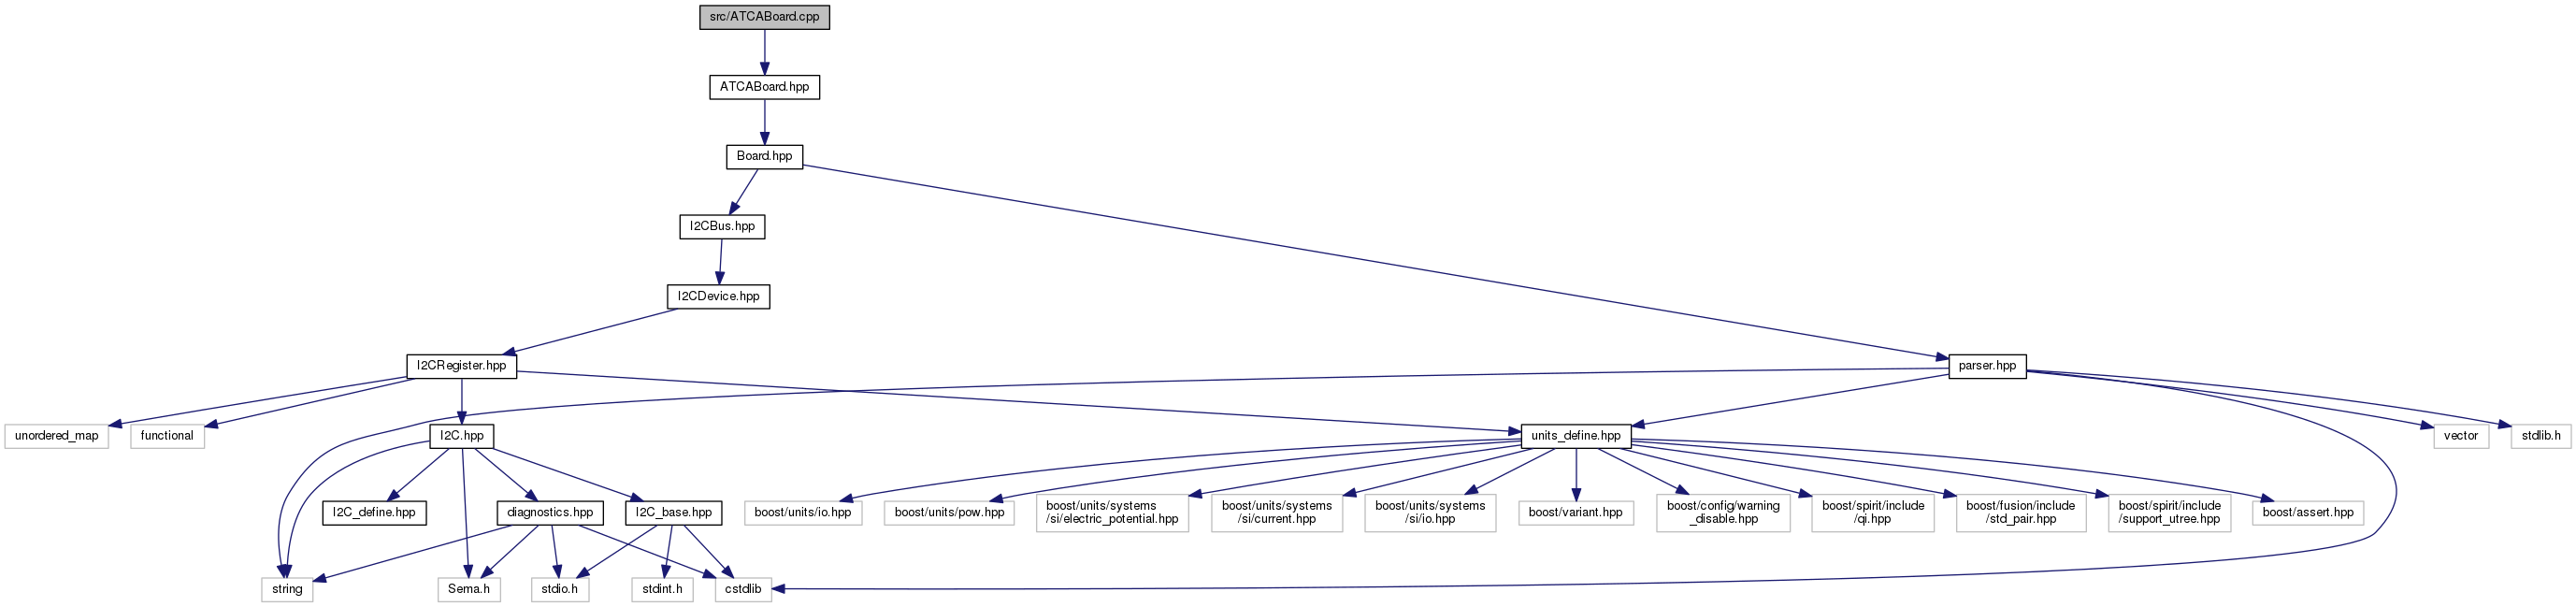 src/ATCABoard.cpp
ATCABoard.hpp
Board.hpp
I2CBus.hpp
I2CDevice.hpp
I2CRegister.hpp
parser.hpp
unordered_map
functional
I2C.hpp
units_define.hpp
vector
stdlib.h
I2C_define.hpp
diagnostics.hpp
I2C_base.hpp
boost/units/io.hpp
boost/units/pow.hpp
boost/units/systems
/si/electric_potential.hpp
boost/units/systems
/si/current.hpp
boost/units/systems
/si/io.hpp
boost/variant.hpp
boost/config/warning
_disable.hpp
boost/spirit/include
/qi.hpp
boost/fusion/include
/std_pair.hpp
boost/spirit/include
/support_utree.hpp
boost/assert.hpp
string
Sema.h
stdio.h
stdint.h
cstdlib